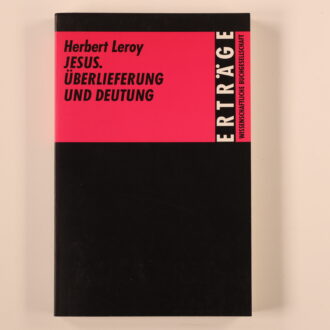 Herbert Leroy
JESUS.
ÜBERLIEFERUNG
UND DEUTUNG
ERTRÄGE
WISSENSCHAFTLICHE BUCHGESELLSCHAFT